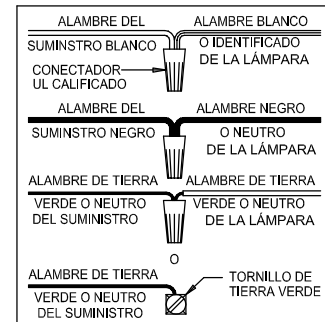 ALAMBRE DEL ALAMBRE BLANCO
SUMINSTRO BLANCO O IDENTIFICADO
CONECTADOR DE LA LÁMPARA
UL CALIFICADO
ALAMBRE DEL ALAMBRE NEGRO
SUMINSTRO NEGRO O NEUTRO
DE LA LÁMPARA
ALAMBRE DE TIERRA ALAMBRE DE TIERRA
VERDE O NEUTRO VERDE O NEUTRO
DEL SUMINISTRO DE LA LÁMPARA
O
ALAMBRE DE TIERRA TORNILLO DE
VERDE O NEUTRO TIERRA VERDE
DEL SUMINISTRO